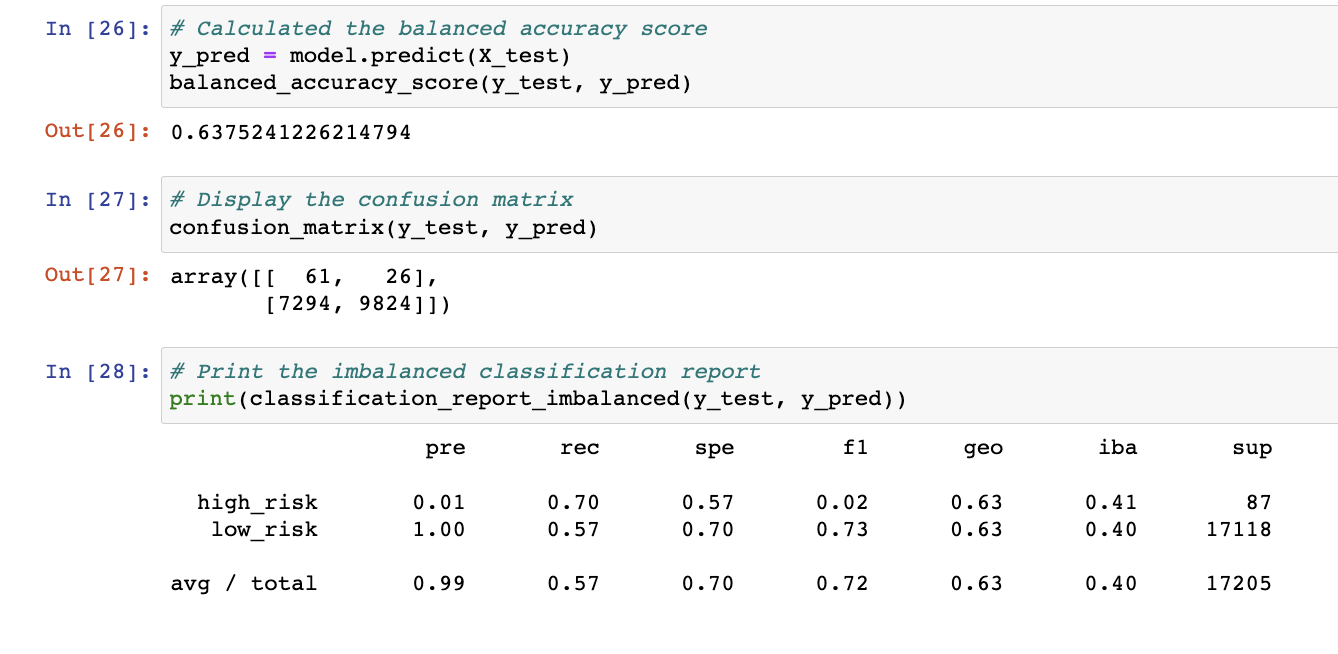 In [26]: # Calculated the balanced accuracy score
y_pred = model.predict(X_test)
balanced_accuracy_score(y_test, y_pred)
Out[26]: 0.6375241226214794
In [27]: # Display the confusion matrix
confusion_matrix(y_test, y_pred)
Out[27]: array([[  61,   26],
       [7294, 9824]])
In [28]: # Print the imbalanced classification report
print(classification_report_imbalanced(y_test, y_pred))
pre rec spe f1 geo iba sup
high_risk 0.01 0.70 0.57 0.02 0.63 0.41 87
low_risk 1.00 0.57 0.70 0.73 0.63 0.40 17118
avg / total 0.99 0.57 0.70 0.72 0.63 0.40 17205